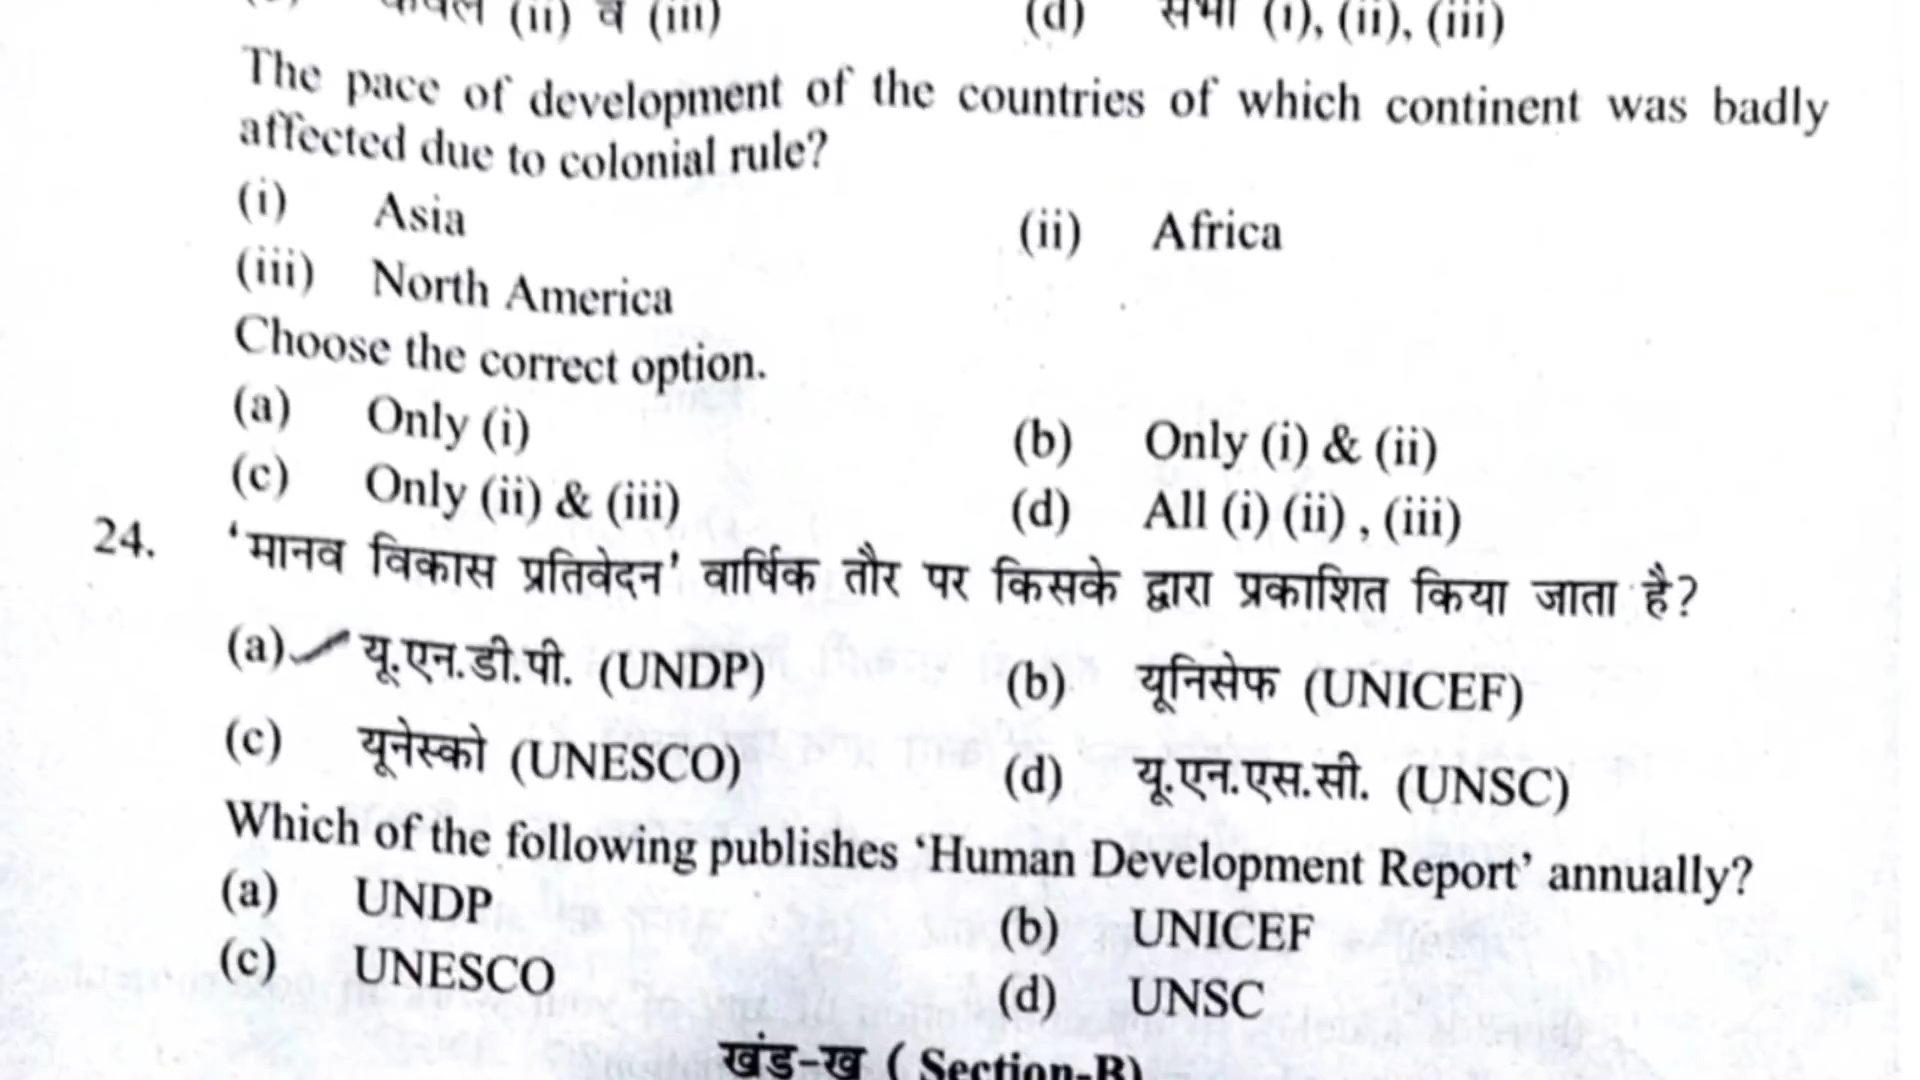 केवल (ii) व (iii) (d) सभी (i), (ii), (iii)
The pace of development of the countries of which continent was badly
affected due to colonial rule?
(i) Asia (ii) Africa
(iii) North America
Choose the correct option.
(a) Only (i) (b) Only (i) & (ii)
(c) Only (ii) & (iii) (d) All (i) (ii) , (iii)
24. ‘मानव विकास प्रतिवेदन’ वार्षिक तौर पर किसके द्वारा प्रकाशित किया जाता है?
(a) यू.एन.डी.पी. (UNDP) (b) यूनिसेफ (UNICEF)
(c) यूनेस्को (UNESCO) (d) यू.एन.एस.सी. (UNSC)
Which of the following publishes ‘Human Development Report’ annually?
(a) UNDP (b) UNICEF
(c) UNESCO (d) UNSC
खंड-ख ( Section-B)